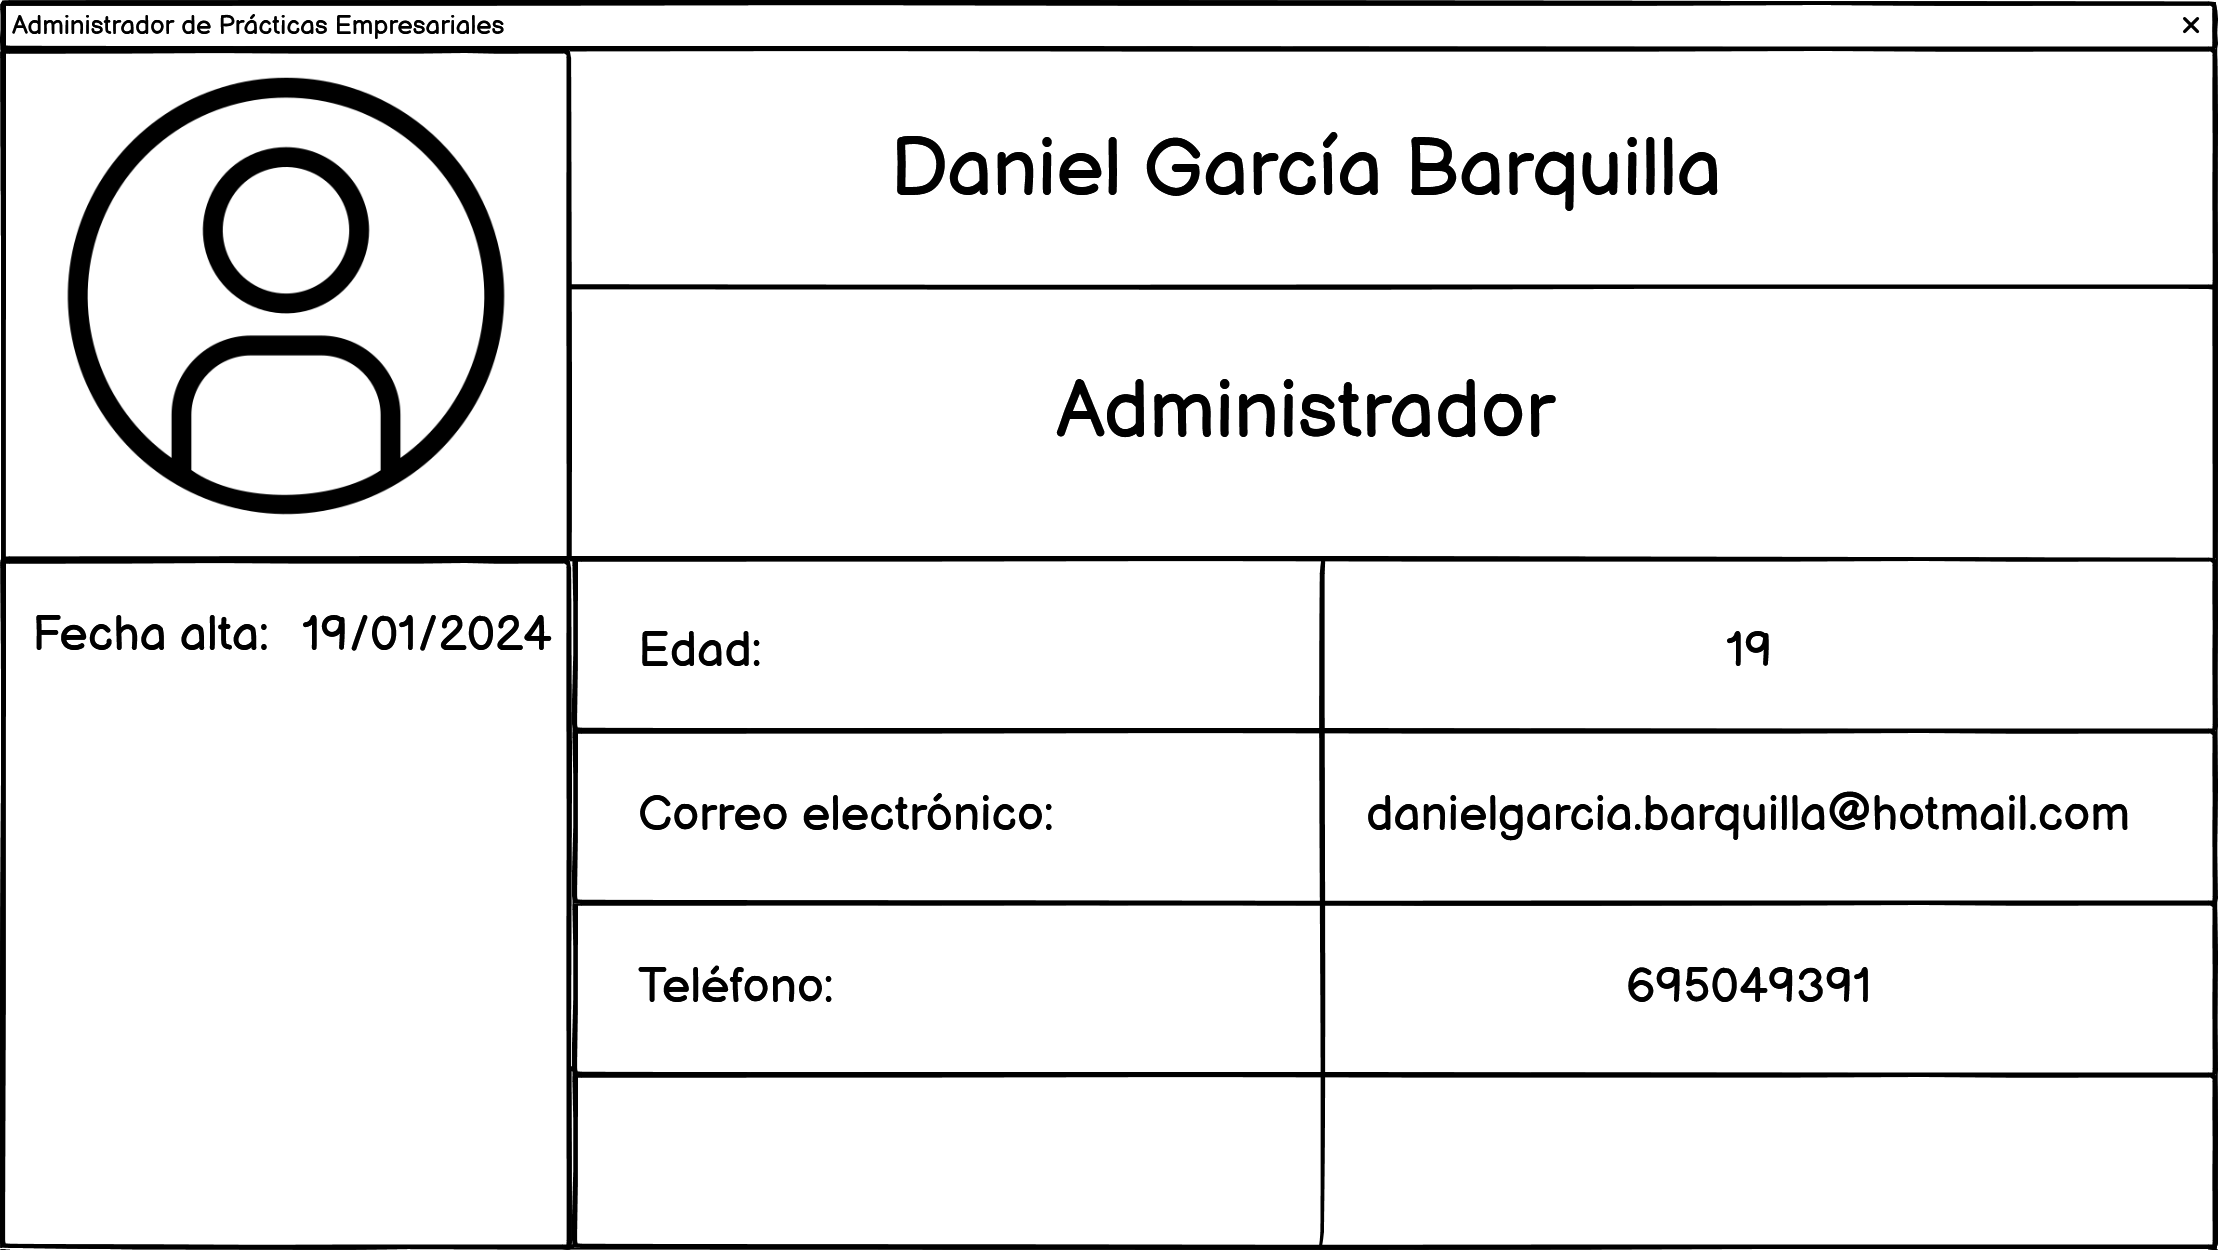 Administrador de Prácticas Empresariales
Daniel García Barquilla
Administrador
Fecha alta: 19/01/2024
Edad: 19
Correo electrónico: danielgarcia.barquilla@hotmail.com
Teléfono: 695049391